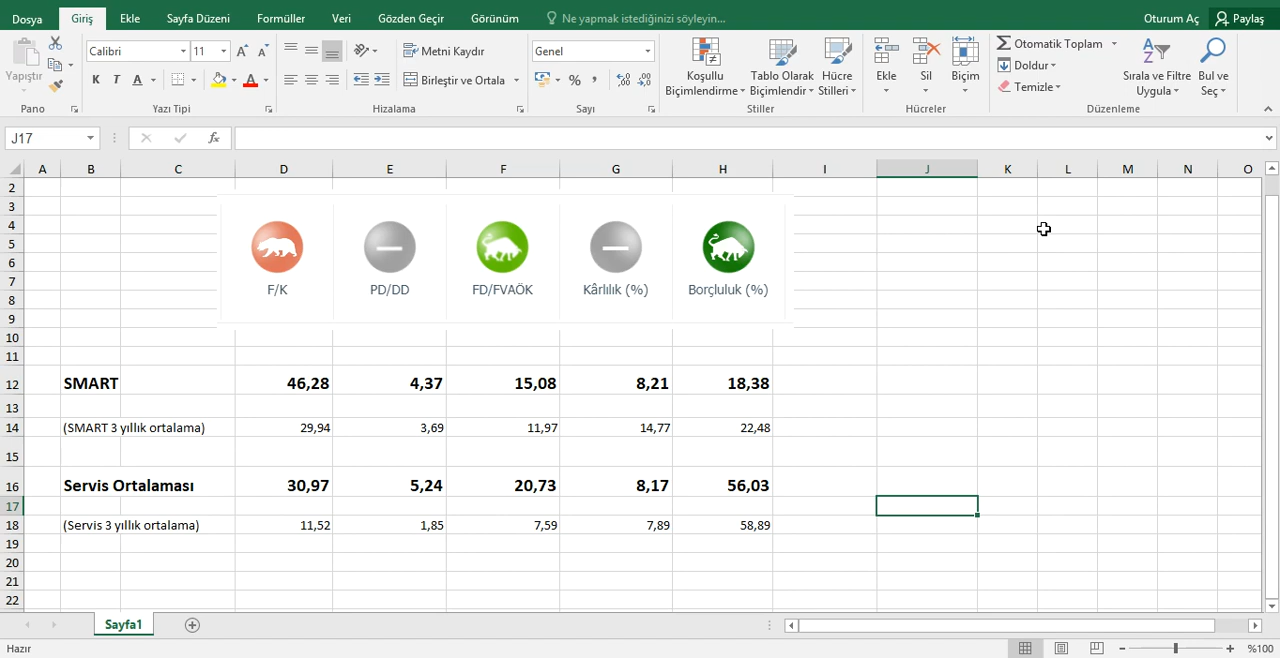 Dosya Giriş Ekle Sayfa Düzeni Formüller Veri Gözden Geçir Görünüm Ne yapmak istediğinizi söyleyin... Oturum Aç Paylaş
Yapıştır
Pano
Calibri 11
K T A A
Yazı Tipi
Metni Kaydır
Birleştir ve Ortala
Hizalama
Genel
%
Sayı
Koşullu Biçimlendirme
Tablo Olarak Biçimlendir
Hücre Stilleri
Stiller
Ekle Sil Biçim
Hücreler
Otomatik Toplam
Doldur
Temizle
Sırala ve Filtre Uygula
Bul ve Seç
Düzenleme
J17 fx
A B C D E F G H I J K L M N O
2
3
4
5
6
7
8
9
10
11
12
13
14
15
16
17
18
19
20
21
22
F/K PD/DD FD/FVAÖK Kârlılık (%) Borçluluk (%)
SMART 46,28 4,37 15,08 8,21 18,38
(SMART 3 yıllık ortalama) 29,94 3,69 11,97 14,77 22,48
Servis Ortalaması 30,97 5,24 20,73 8,17 56,03
(Servis 3 yıllık ortalama) 11,52 1,85 7,59 7,89 58,89
Sayfa1
Hazır %100